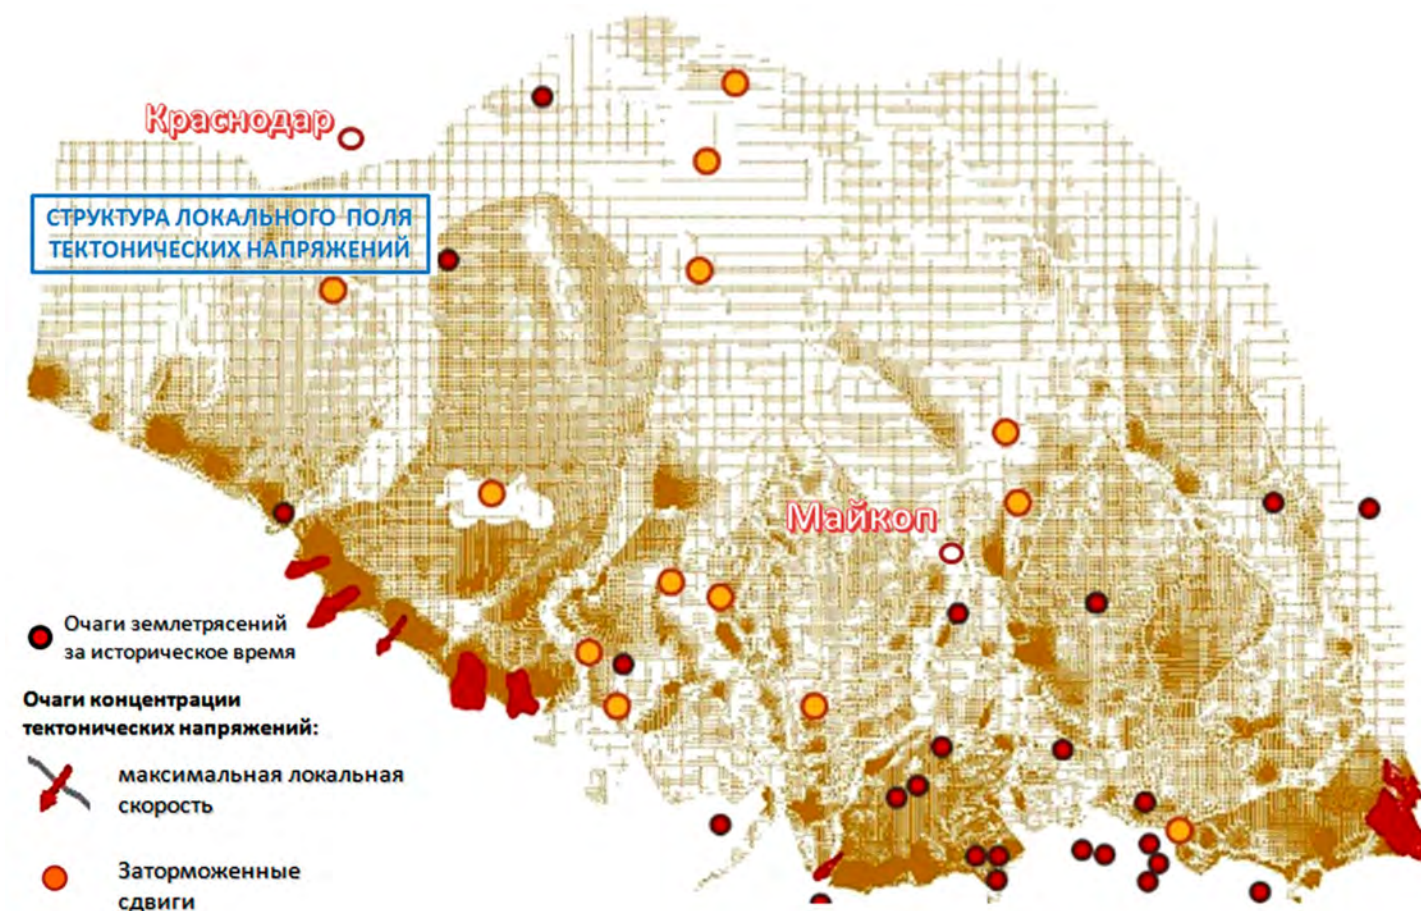 Краснодар
СТРУКТУРА ЛОКАЛЬНОГО ПОЛЯ
ТЕКТОНИЧЕСКИХ НАПРЯЖЕНИЙ
Майкоп
Очаги землетрясений
за историческое время
Очаги концентрации
тектонических напряжений:
максимальная локальная
скорость
Заторможенные
сдвиги